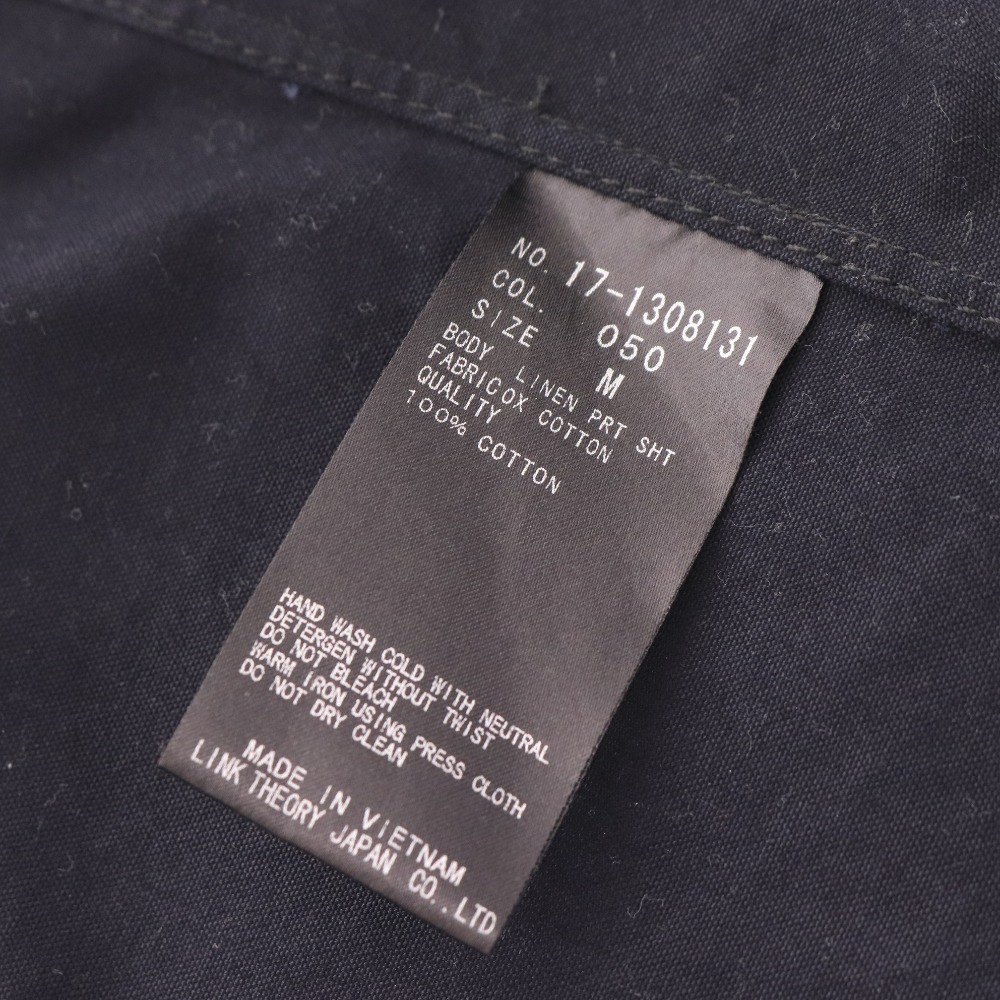 NO. 17-1308131
COL. 050
SIZE M
BODY LINEN PRT SHT
FABRIC OX COTTON
QUALITY
100% COTTON
HAND WASH COLD WITH NEUTRAL
DETERGEN WITHOUT TWIST
DO NOT BLEACH
WARM IRON USING PRESS CLOTH
DO NOT DRY CLEAN
MADE IN VIETNAM
LINK THEORY JAPAN CO.,LTD